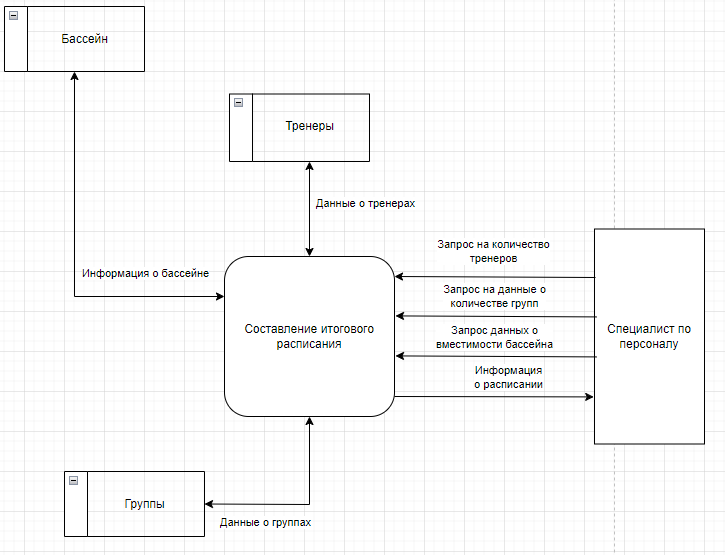 Бассейн
Тренеры
Данные о тренерах
Запрос на количество
тренеров
Информация о бассейне
Запрос на данные о
количестве групп
Составление итогового
расписания
Запрос данных о
вместимости бассейна
Специалист по
персоналу
Информация
о расписании
Группы
Данные о группах